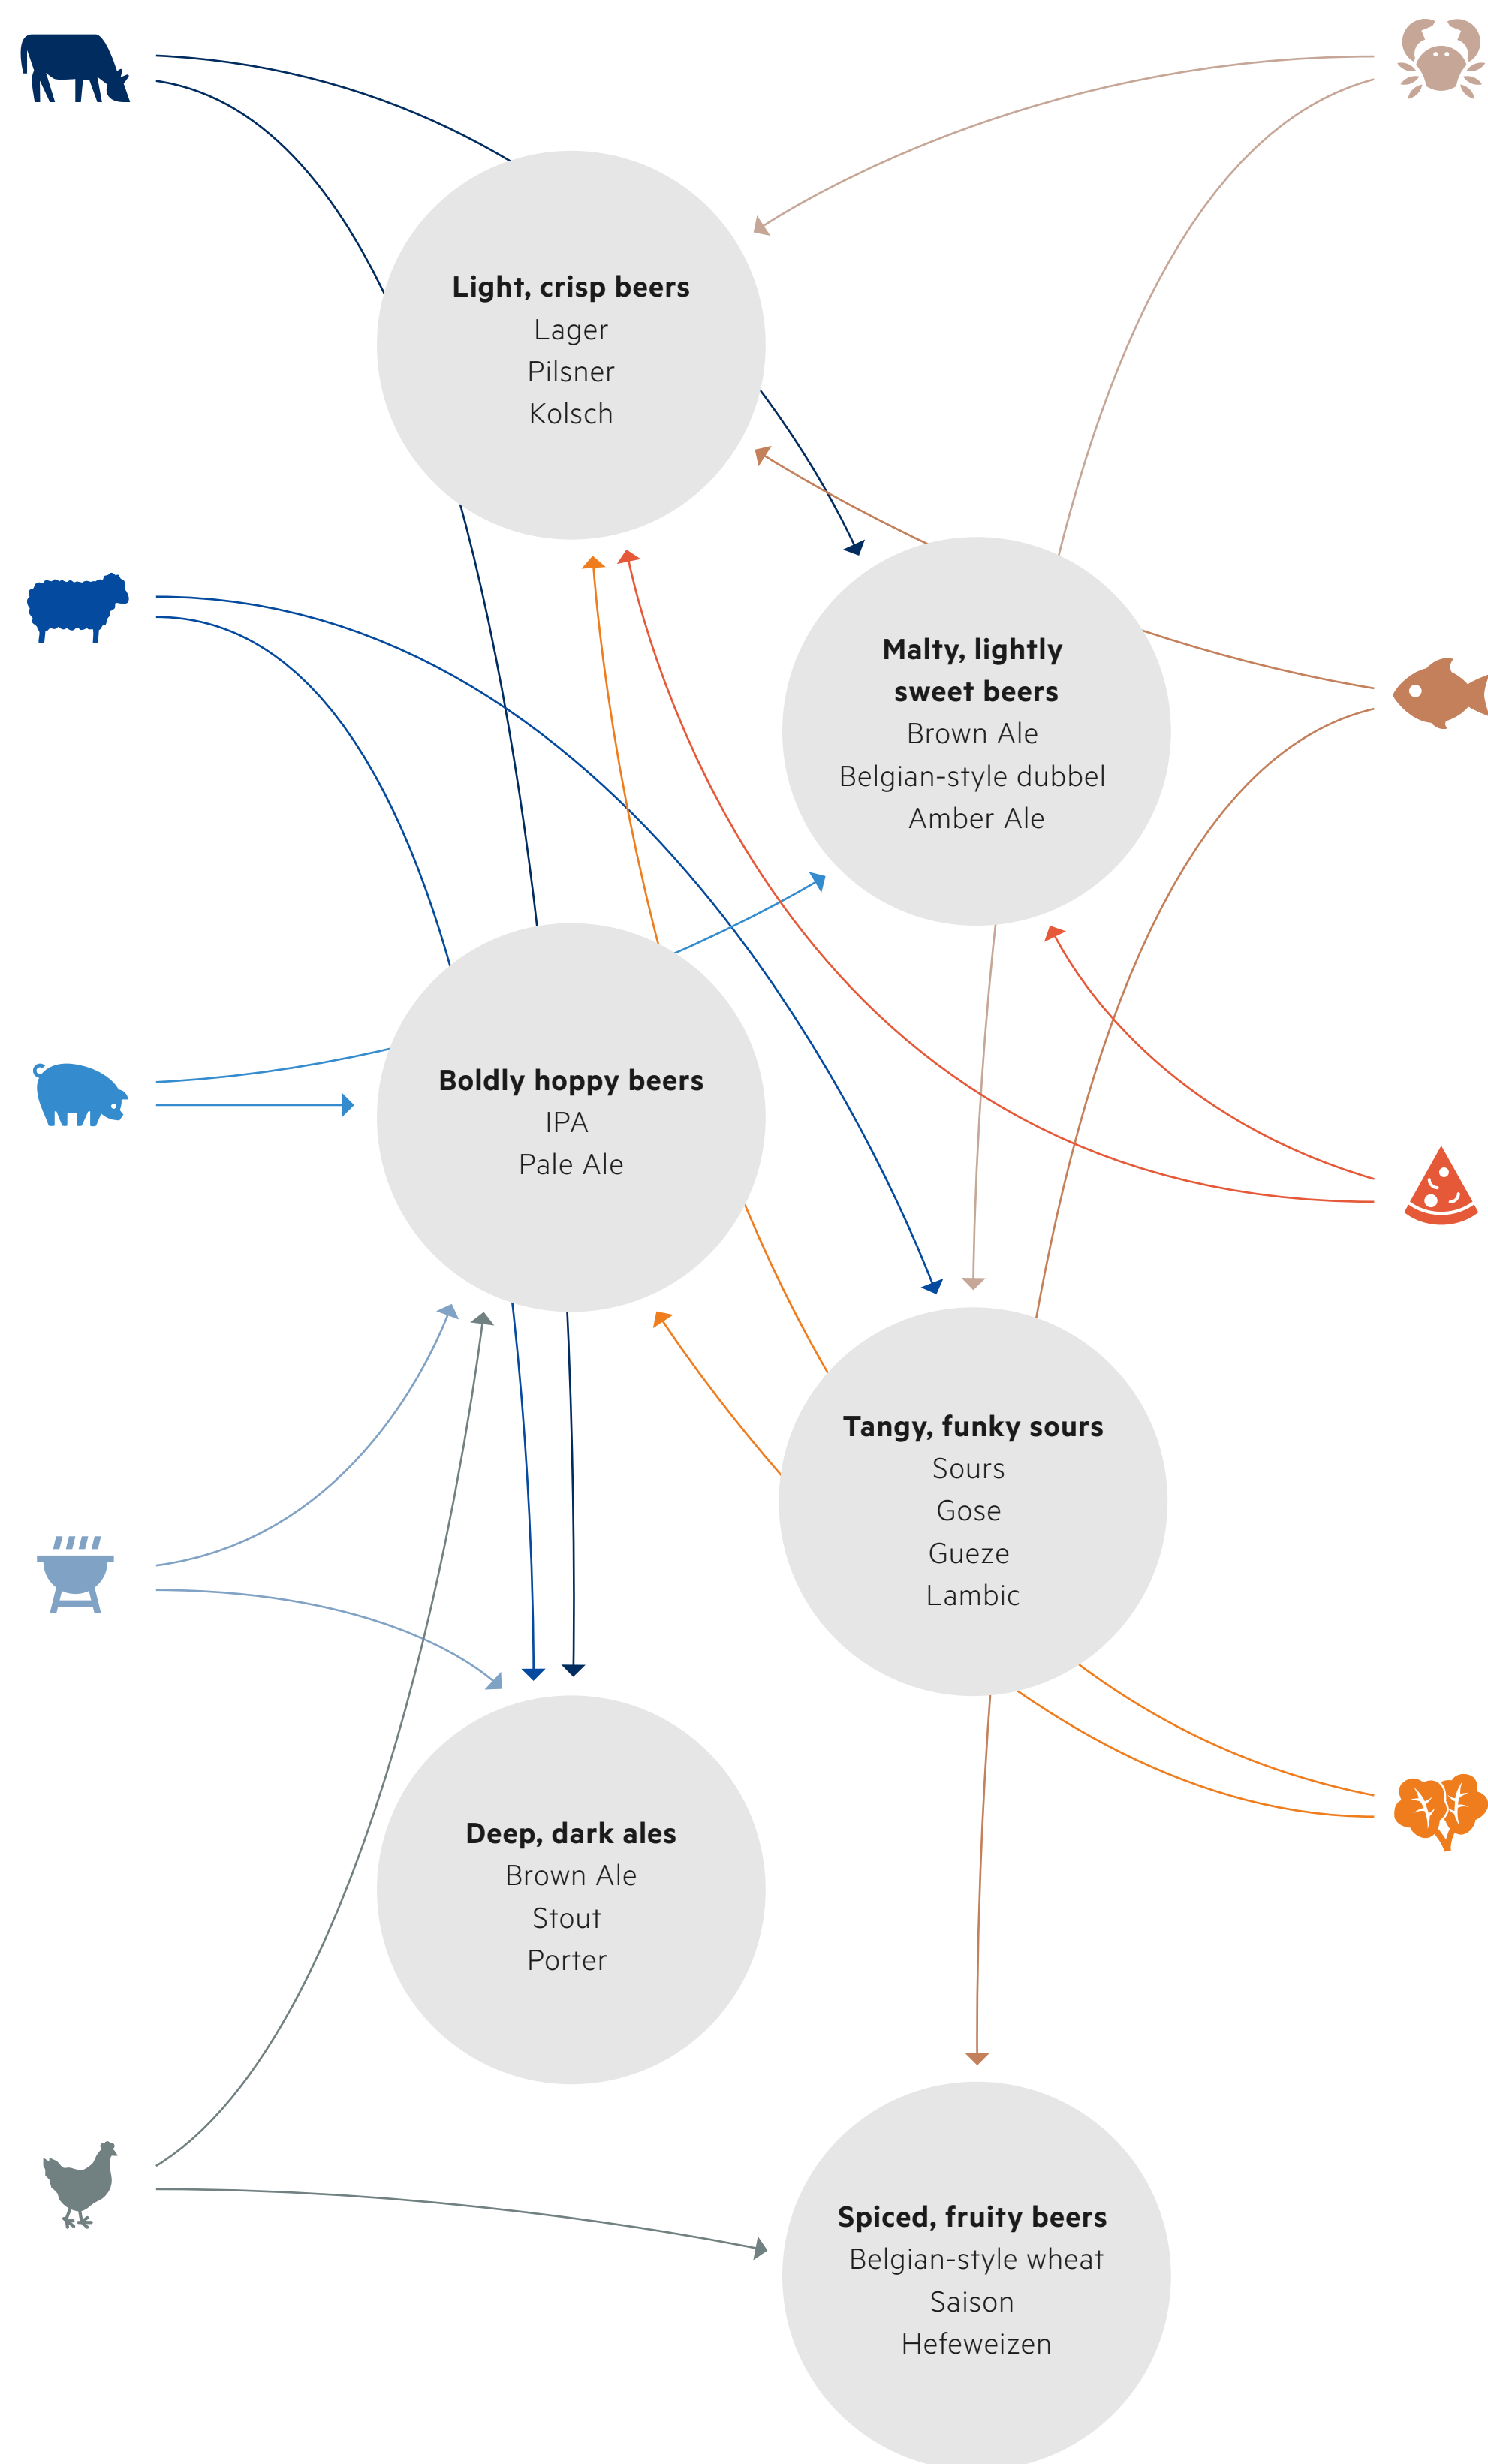 Light, crisp beers
Lager
Pilsner
Kolsch
Malty, lightly
sweet beers
Brown Ale
Belgian-style dubbel
Amber Ale
Boldly hoppy beers
IPA
Pale Ale
Tangy, funky sours
Sours
Gose
Gueze
Lambic
Deep, dark ales
Brown Ale
Stout
Porter
Spiced, fruity beers
Belgian-style wheat
Saison
Hefeweizen